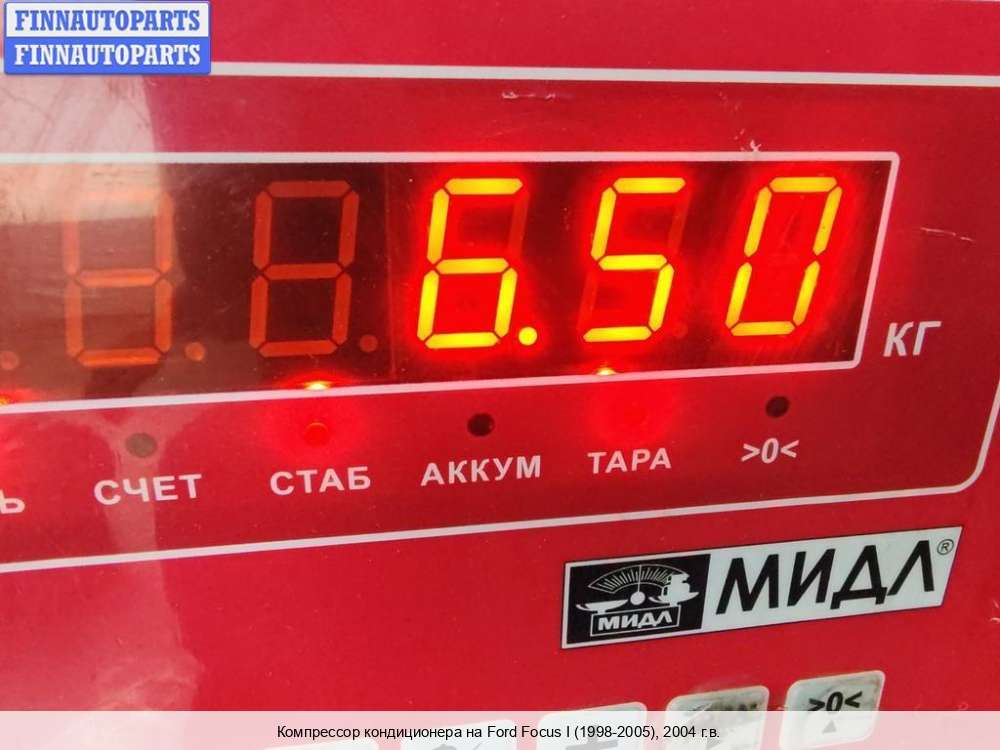 FINNAUTOPARTS
FINNAUTOPARTS
6.50
КГ
СЧЕТ СТАБ АККУМ ТАРА >0<
МИДЛ МИДЛ®
>0<
Компрессор кондиционера на Ford Focus I (1998-2005), 2004 г.в.